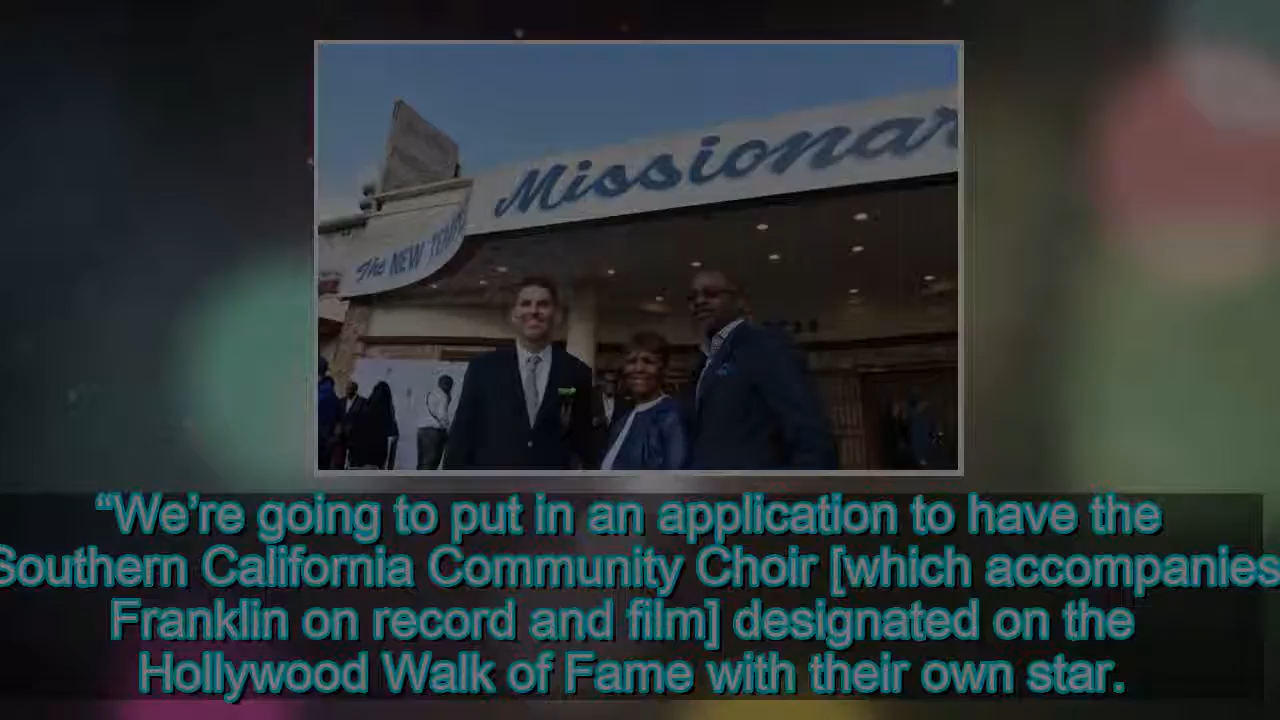 Missionar
The NEW TEMPL
“We’re going to put in an application to have the
Southern California Community Choir [which accompanies
Franklin on record and film] designated on the
Hollywood Walk of Fame with their own star.